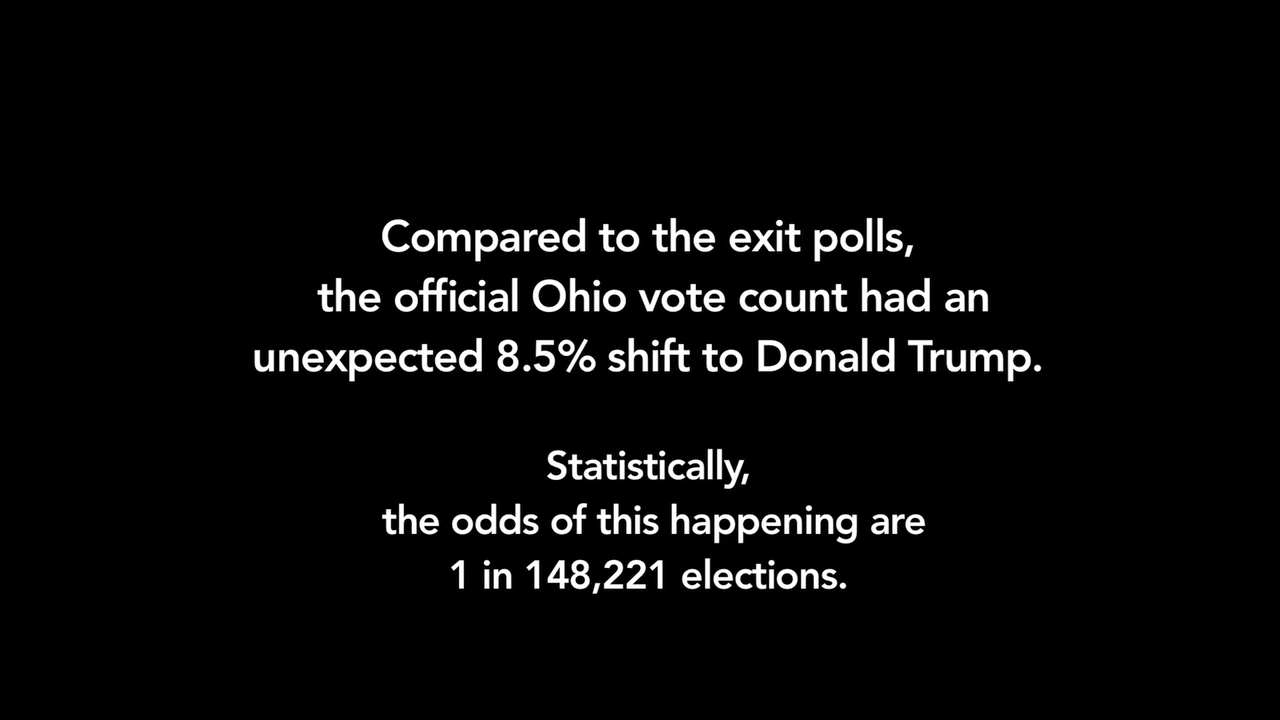 Compared to the exit polls,
the official Ohio vote count had an
unexpected 8.5% shift to Donald Trump.
Statistically,
the odds of this happening are
1 in 148,221 elections.